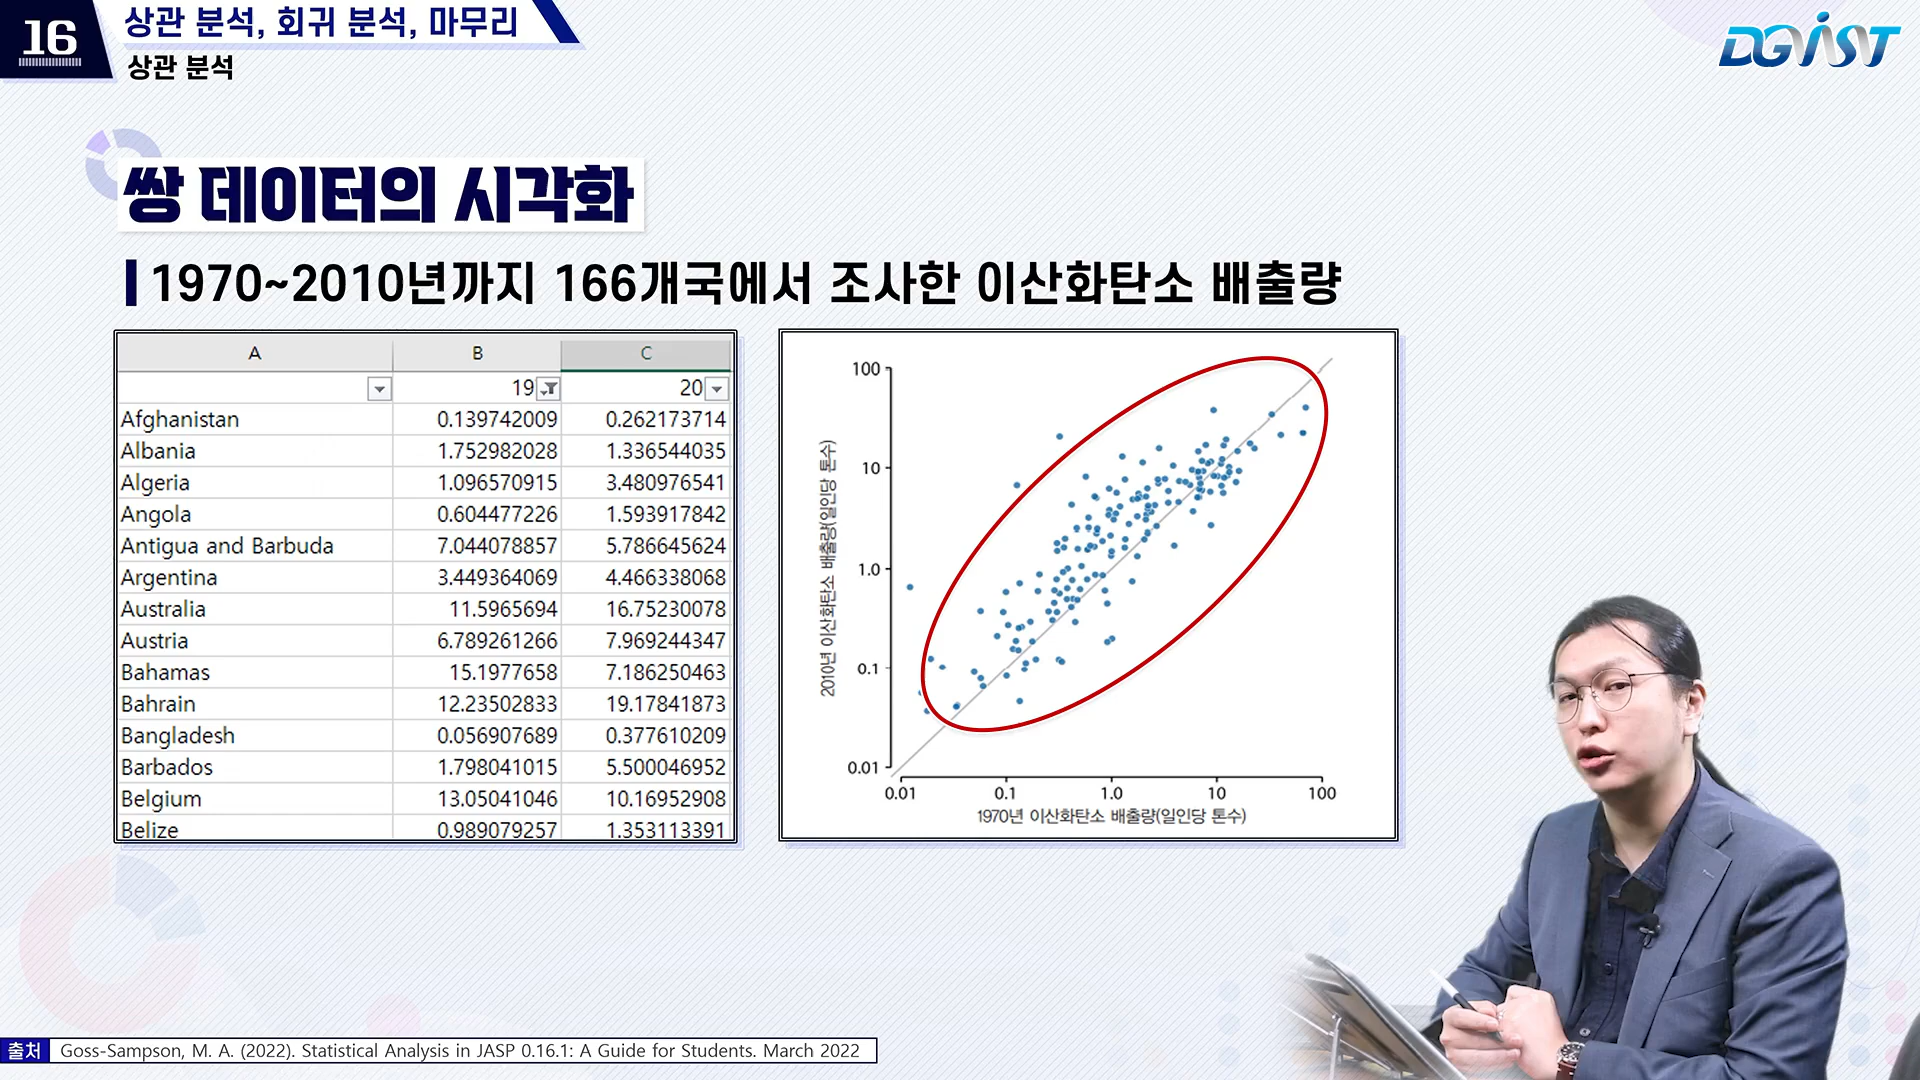 16
상관 분석, 회귀 분석, 마무리
상관 분석
DGIST
쌍 데이터의 시각화
1970~2010년까지 166개국에서 조사한 이산화탄소 배출량
A B C
19 20
Afghanistan 0.139742009 0.262173714
Albania 1.752982028 1.336544035
Algeria 1.096570915 3.480976541
Angola 0.604477226 1.593917842
Antigua and Barbuda 7.044078857 5.786645624
Argentina 3.449364069 4.466338068
Australia 11.5965694 16.75230078
Austria 6.789261266 7.969244347
Bahamas 15.1977658 7.186250463
Bahrain 12.23502833 19.17841873
Bangladesh 0.056907689 0.377610209
Barbados 1.798041015 5.500046952
Belgium 13.05041046 10.16952908
Belize 0.989079257 1.353113391
2010년 이산화탄소 배출량(일인당 톤수)
100
10
1.0
0.1
0.01
0.01 0.1 1.0 10 100
1970년 이산화탄소 배출량(일인당 톤수)
출처 Goss-Sampson, M. A. (2022). Statistical Analysis in JASP 0.16.1: A Guide for Students. March 2022